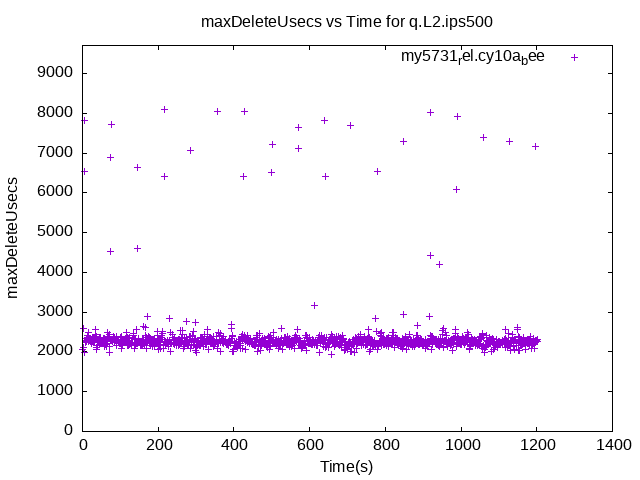 maxDeleteUsecs vs Time for q.L2.ips500
my5731rel.cy10abee
9000
8000
7000
6000
5000
4000
3000
2000
1000
0
maxDeleteUsecs
0 200 400 600 800 1000 1200 1400
Time(s)